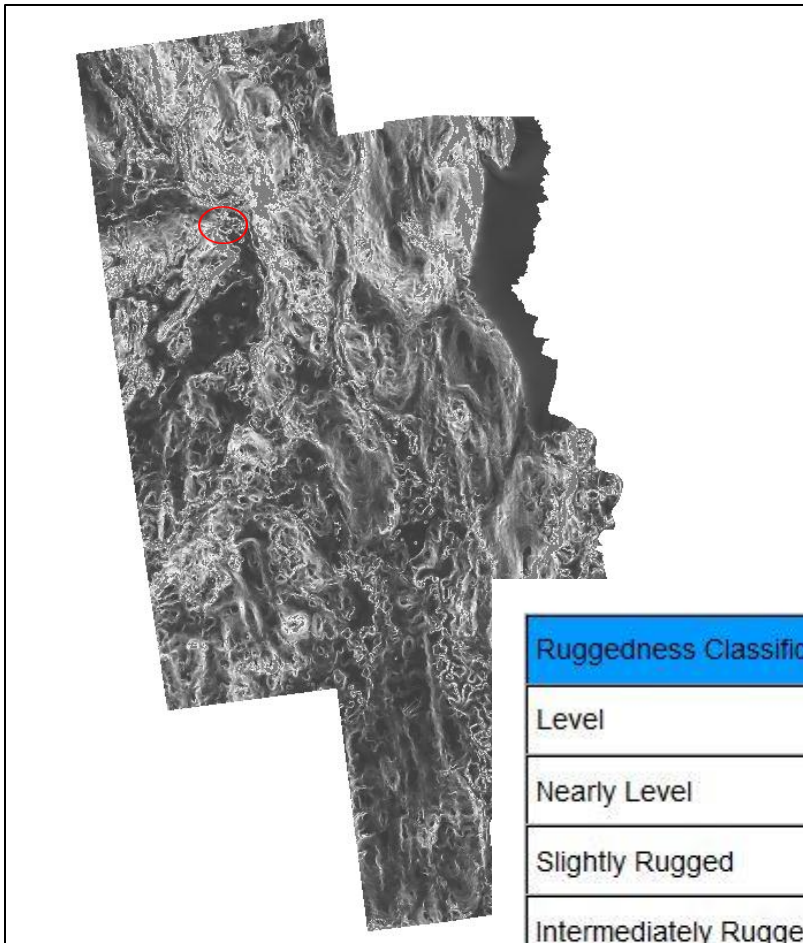 Ruggedness Classific
Level
Nearly Level
Slightly Rugged
Intermediately Rugge